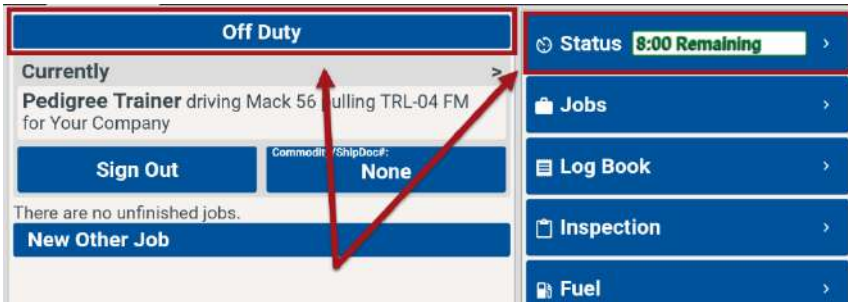 Off Duty
Currently >
Pedigree Trainer driving Mack 56 pulling TRL-04 FM
for Your Company
Sign Out
Commodity/ShipDoc#:
None
There are no unfinished jobs.
New Other Job
Status 8:00 Remaining >
Jobs >
Log Book >
Inspection >
Fuel >